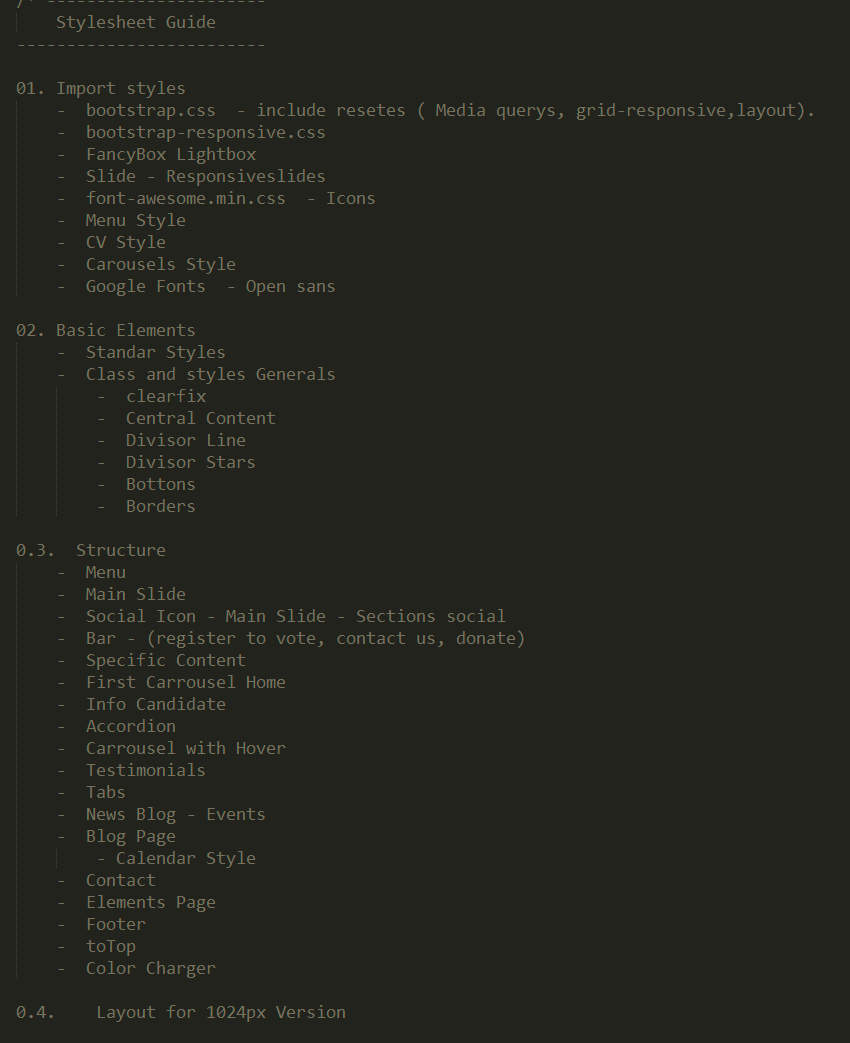 /* ----------------------
Stylesheet Guide
-------------------------
01. Import styles
- bootstrap.css - include resetes ( Media querys, grid-responsive,layout).
- bootstrap-responsive.css
- FancyBox Lightbox
- Slide - Responsiveslides
- font-awesome.min.css - Icons
- Menu Style
- CV Style
- Carousels Style
- Google Fonts - Open sans
02. Basic Elements
- Standar Styles
- Class and styles Generals
- clearfix
- Central Content
- Divisor Line
- Divisor Stars
- Bottons
- Borders
0.3. Structure
- Menu
- Main Slide
- Social Icon - Main Slide - Sections social
- Bar - (register to vote, contact us, donate)
- Specific Content
- First Carrousel Home
- Info Candidate
- Accordion
- Carrousel with Hover
- Testimonials
- Tabs
- News Blog - Events
- Blog Page
- Calendar Style
- Contact
- Elements Page
- Footer
- toTop
- Color Charger
0.4. Layout for 1024px Version